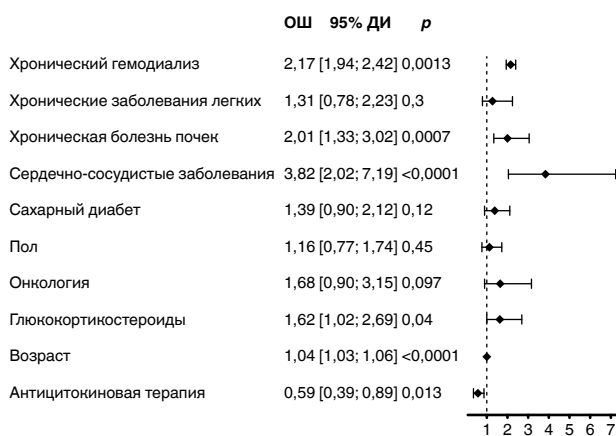 ОШ 95% ДИ p
Хронический гемодиализ 2,17 [1,94; 2,42] 0,0013
Хронические заболевания легких 1,31 [0,78; 2,23] 0,3
Хроническая болезнь почек 2,01 [1,33; 3,02] 0,0007
Сердечно-сосудистые заболевания 3,82 [2,02; 7,19] <0,0001
Сахарный диабет 1,39 [0,90; 2,12] 0,12
Пол 1,16 [0,77; 1,74] 0,45
Онкология 1,68 [0,90; 3,15] 0,097
Глюкокортикостероиды 1,62 [1,02; 2,69] 0,04
Возраст 1,04 [1,03; 1,06] <0,0001
Антицитокиновая терапия 0,59 [0,39; 0,89] 0,013
1 2 3 4 5 6 7